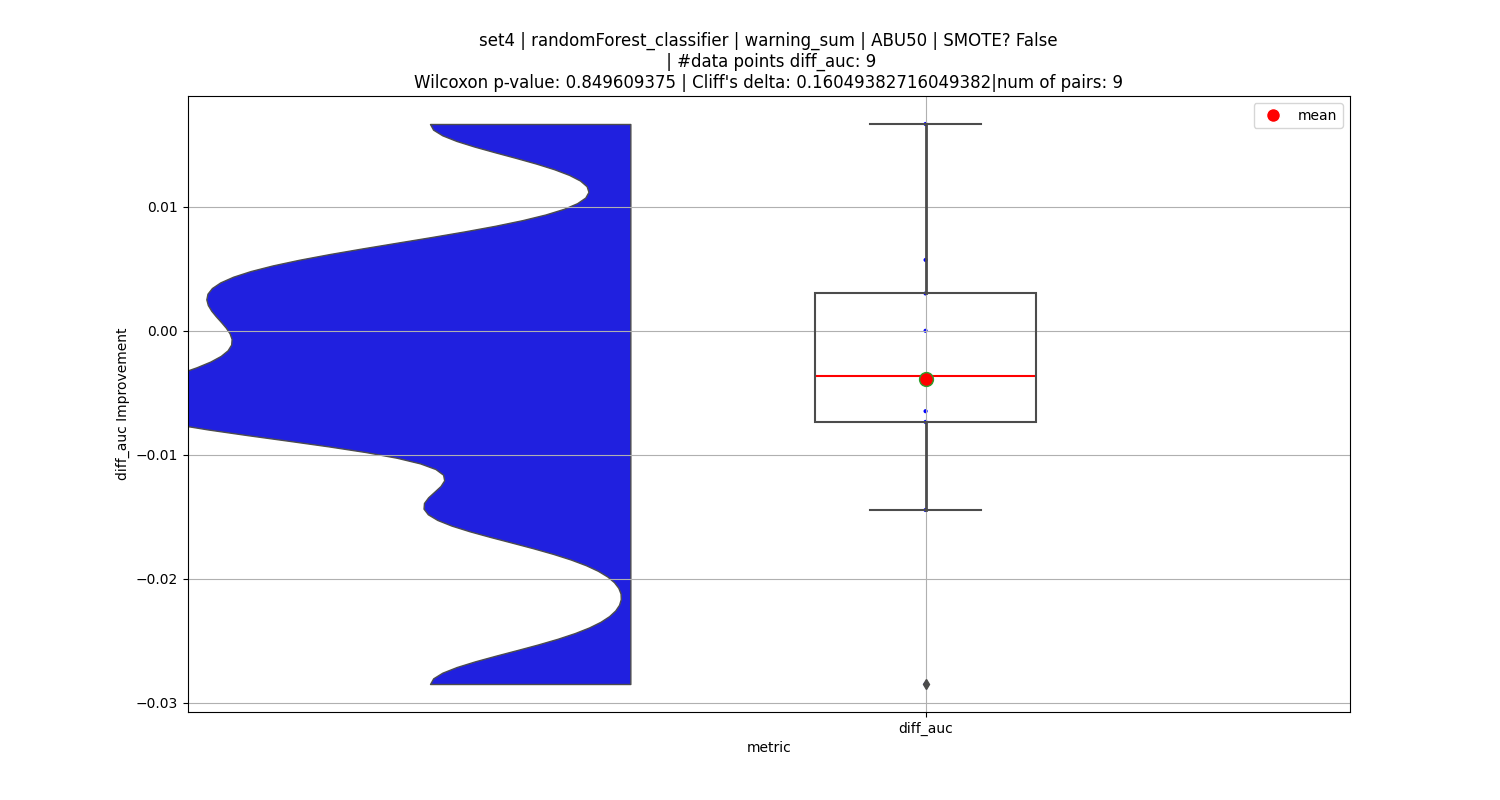 set4 | randomForest_classifier | warning_sum | ABU50 | SMOTE? False
| #data points diff_auc: 9
Wilcoxon p-value: 0.849609375 | Cliff's delta: 0.16049382716049382|num of pairs: 9
mean
0.01
0.00
−0.01
−0.02
−0.03
diff_auc Improvement
diff_auc
metric